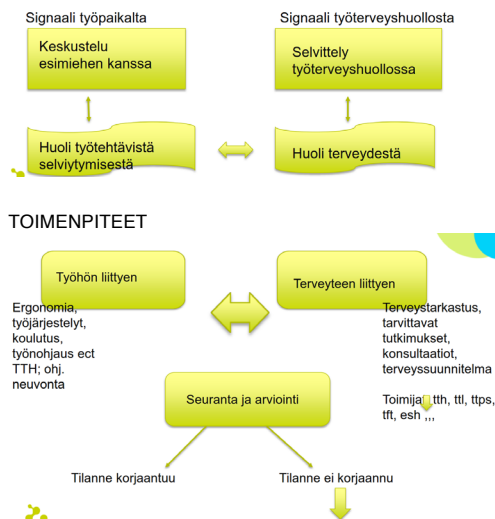 Signaali työpaikalta
Signaali työterveyshuollosta
Keskustelu
esimiehen kanssa
Selvittely
työterveyshuollossa
Huoli työtehtävistä
selviytymisestä
Huoli terveydestä
TOIMENPITEET
Työhön liittyen
Terveyteen liittyen
Ergonomia,
työjärjestelyt,
koulutus,
työnohjaus ect
TTH; ohj.
neuvonta
Terveystarkastus,
tarvittavat
tutkimukset,
konsultaatiot,
terveyssuunnitelma
Toimijat; tth, ttl, ttps,
tft, esh ,,,
Seuranta ja arviointi
Tilanne korjaantuu
Tilanne ei korjaannu